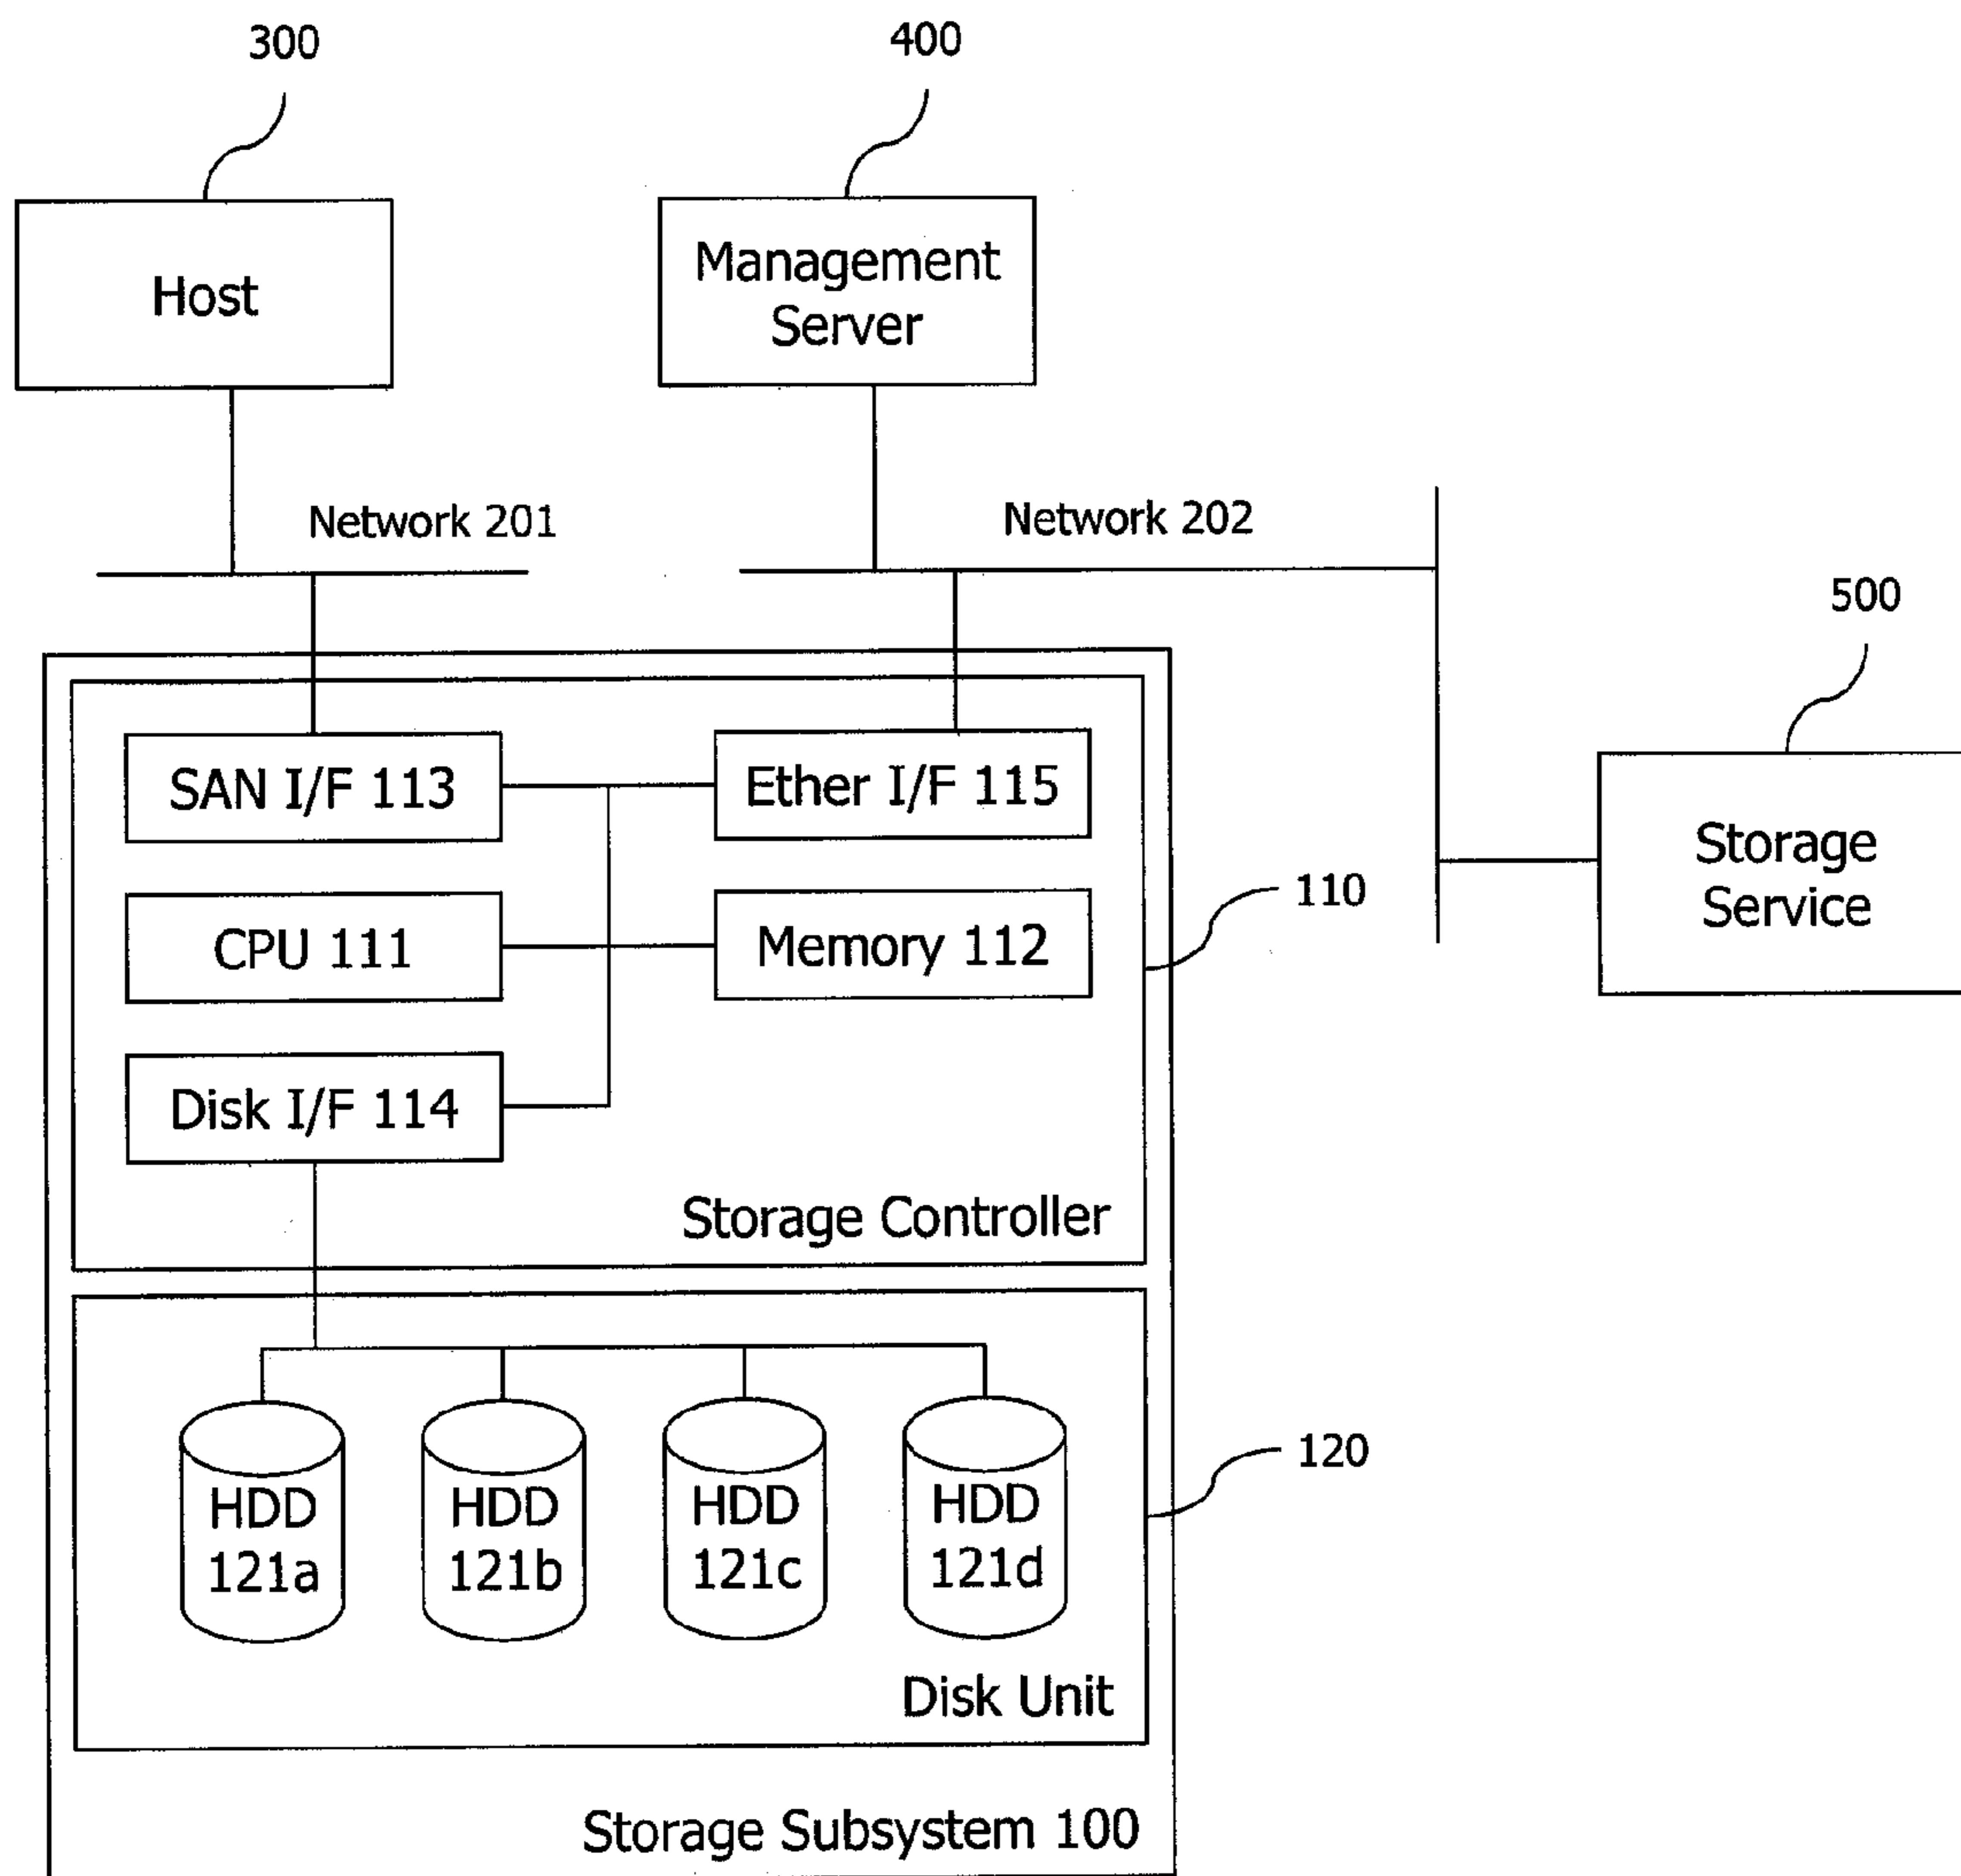 300
400
Host
Management
Server
Network 201
Network 202
500
SAN I/F 113
Ether I/F 115
Storage
Service
110
CPU 111
Memory 112
Disk I/F 114
Storage Controller
120
HDD
121a
HDD
121b
HDD
121c
HDD
121d
Disk Unit
Storage Subsystem 100